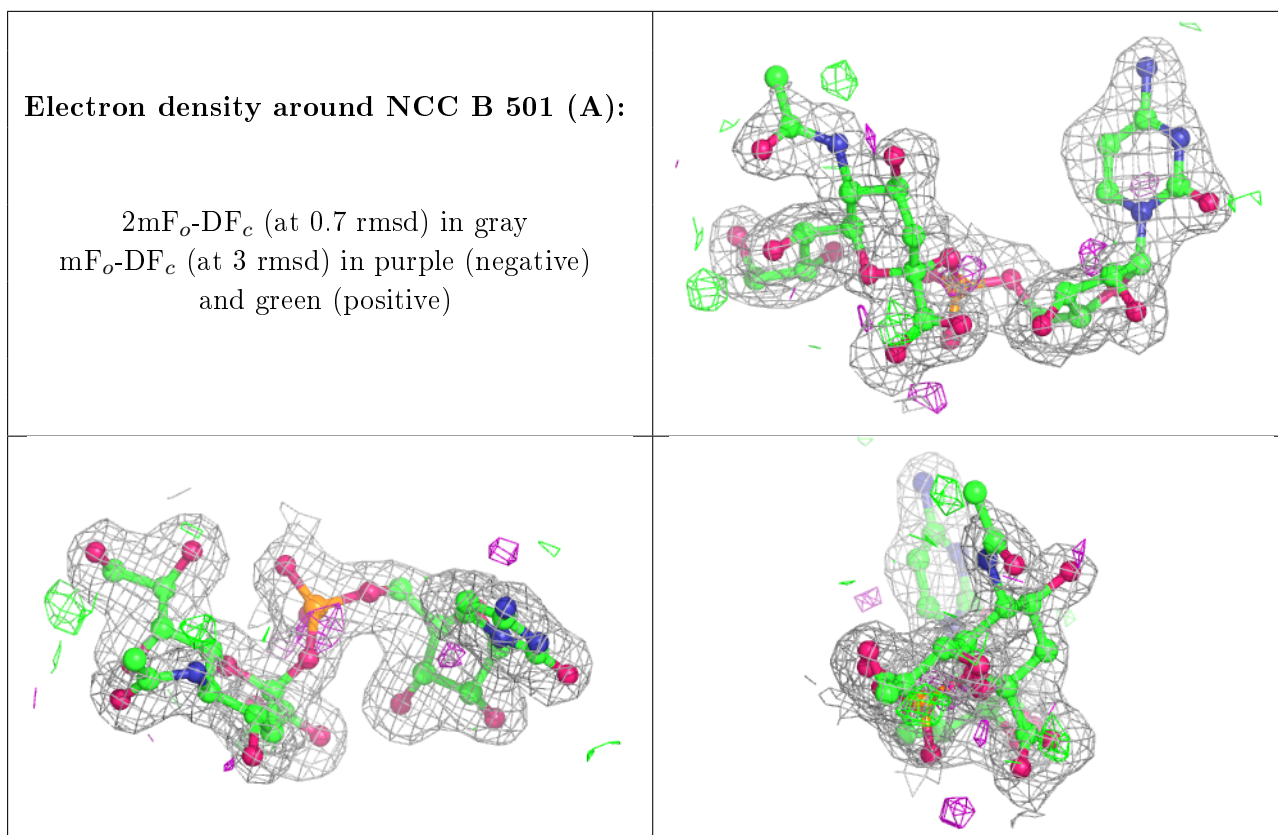 Electron density around NCC B 501 (A):
2mFₒ-DF𝒸 (at 0.7 rmsd) in gray
mFₒ-DF𝒸 (at 3 rmsd) in purple (negative)
and green (positive)